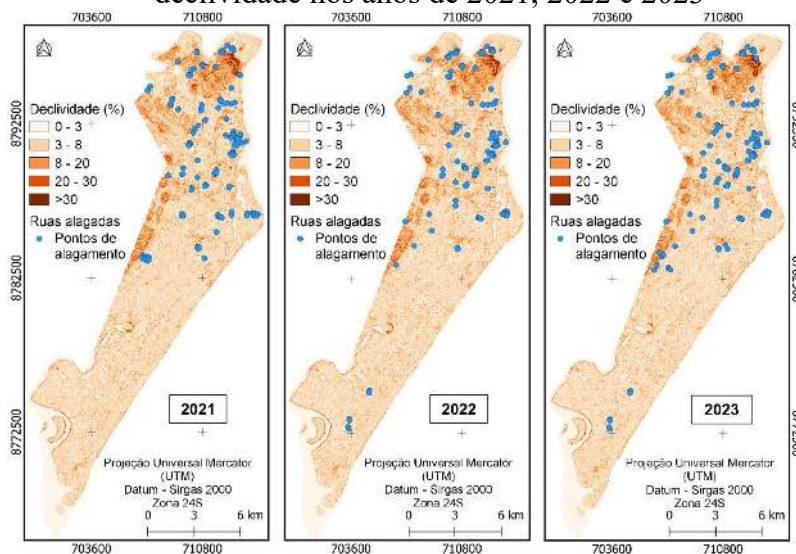 declividade nos anos de 2021, 2022 e 2023
703600 710800 703600 710800 703600 710800
8792500
8782500
8772500
Declividade (%)
0 - 3
3 - 8
8 - 20
20 - 30
>30
Ruas alagadas
Pontos de
alagamento
2021
Projeção Universal Mercator
(UTM)
Datum - Sirgas 2000
Zona 24S
0 3 6 km
Declividade (%)
0 - 3
3 - 8
8 - 20
20 - 30
>30
Ruas alagadas
Pontos de
alagamento
2022
Projeção Universal Mercator
(UTM)
Datum - Sirgas 2000
Zona 24S
0 3 6 km
Declividade (%)
0 - 3
3 - 8
8 - 20
20 - 30
>30
Ruas alagadas
Pontos de
alagamento
2023
Projeção Universal Mercator
(UTM)
Datum - Sirgas 2000
Zona 24S
0 3 6 km
8792500
8782500
8772500
703600 710800 703600 710800 703600 710800